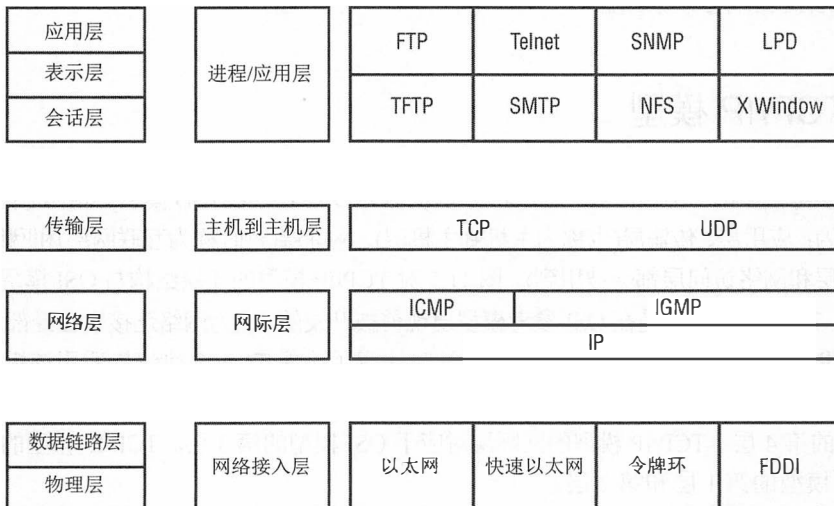 应用层
表示层
会话层
进程/应用层
FTP Telnet SNMP LPD
TFTP SMTP NFS X Window
传输层
主机到主机层
TCP UDP
网络层
网际层
ICMP IGMP
IP
数据链路层
物理层
网络接入层
以太网 快速以太网 令牌环 FDDI